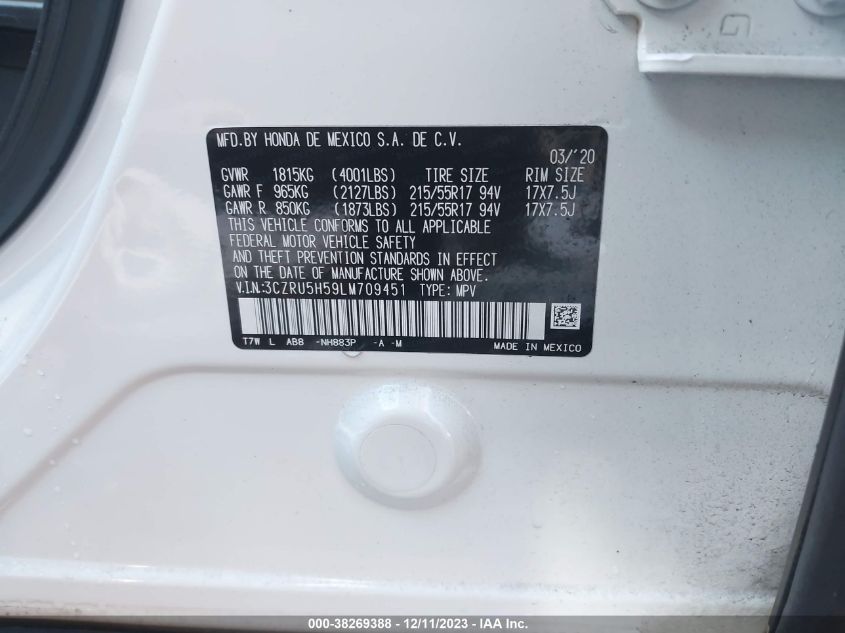 G
MFD.BY HONDA DE MEXICO S.A. DE C.V.
03/'20
GVWR 1815KG (4001LBS) TIRE SIZE RIM SIZE
GAWR F 965KG (2127LBS) 215/55R17 94V 17X7.5J
GAWR R 850KG (1873LBS) 215/55R17 94V 17X7.5J
THIS VEHICLE CONFORMS TO ALL APPLICABLE
FEDERAL MOTOR VEHICLE SAFETY
AND THEFT PREVENTION STANDARDS IN EFFECT
ON THE DATE OF MANUFACTURE SHOWN ABOVE.
V.I.N.:3CZRU5H59LM709451 TYPE: MPV
T7W L AB8 -NH883P -A -M MADE IN MEXICO
000-38269388 - 12/11/2023 - IAA, Inc.